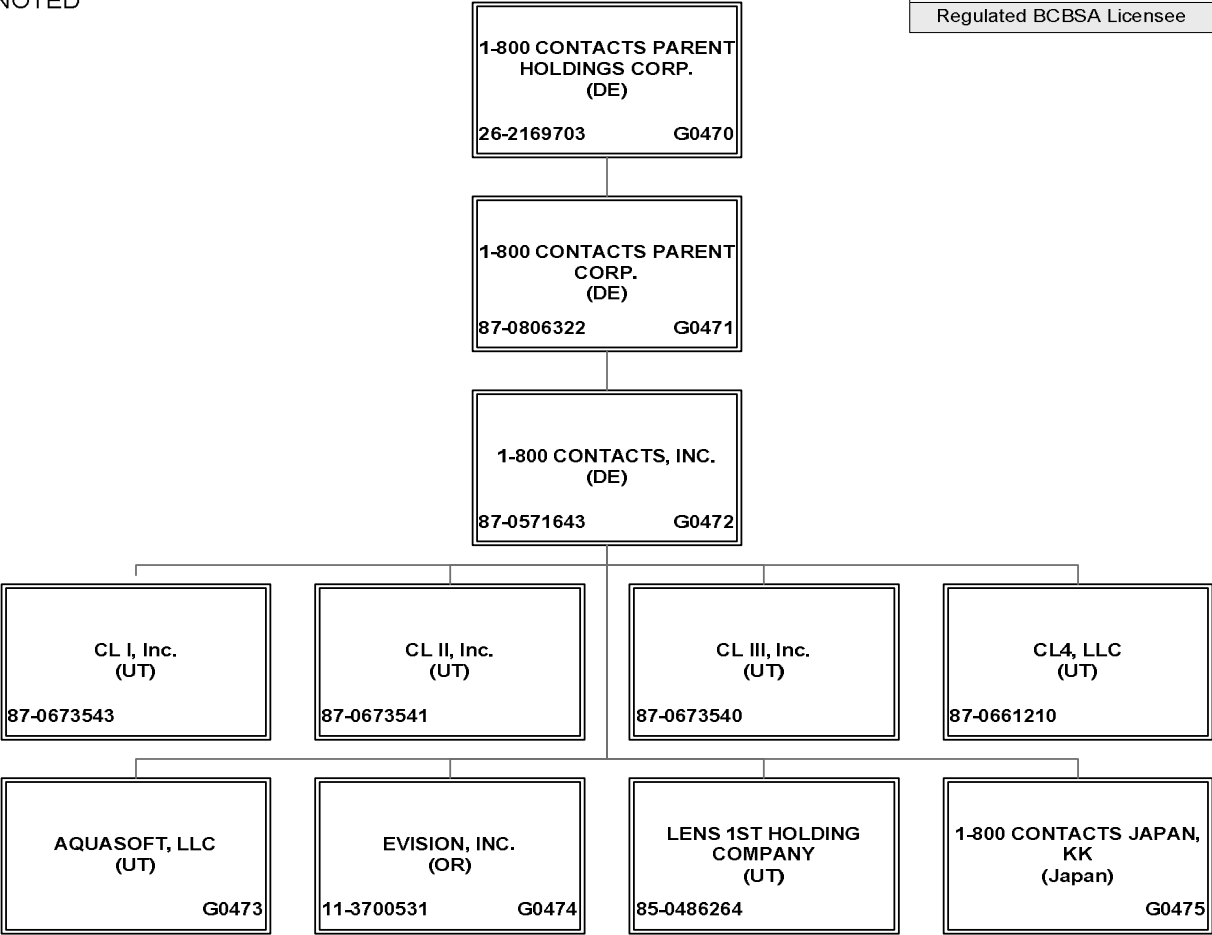 NOTED
Regulated BCBSA Licensee
1-800 CONTACTS PARENT
HOLDINGS CORP.
(DE)
26-2169703 G0470
1-800 CONTACTS PARENT
CORP.
(DE)
87-0806322 G0471
1-800 CONTACTS, INC.
(DE)
87-0571643 G0472
CL I, Inc.
(UT)
87-0673543
CL II, Inc.
(UT)
87-0673541
CL III, Inc.
(UT)
87-0673540
CL4, LLC
(UT)
87-0661210
AQUASOFT, LLC
(UT)
G0473
EVISION, INC.
(OR)
11-3700531 G0474
LENS 1ST HOLDING
COMPANY
(UT)
85-0486264
1-800 CONTACTS JAPAN,
KK
(Japan)
G0475